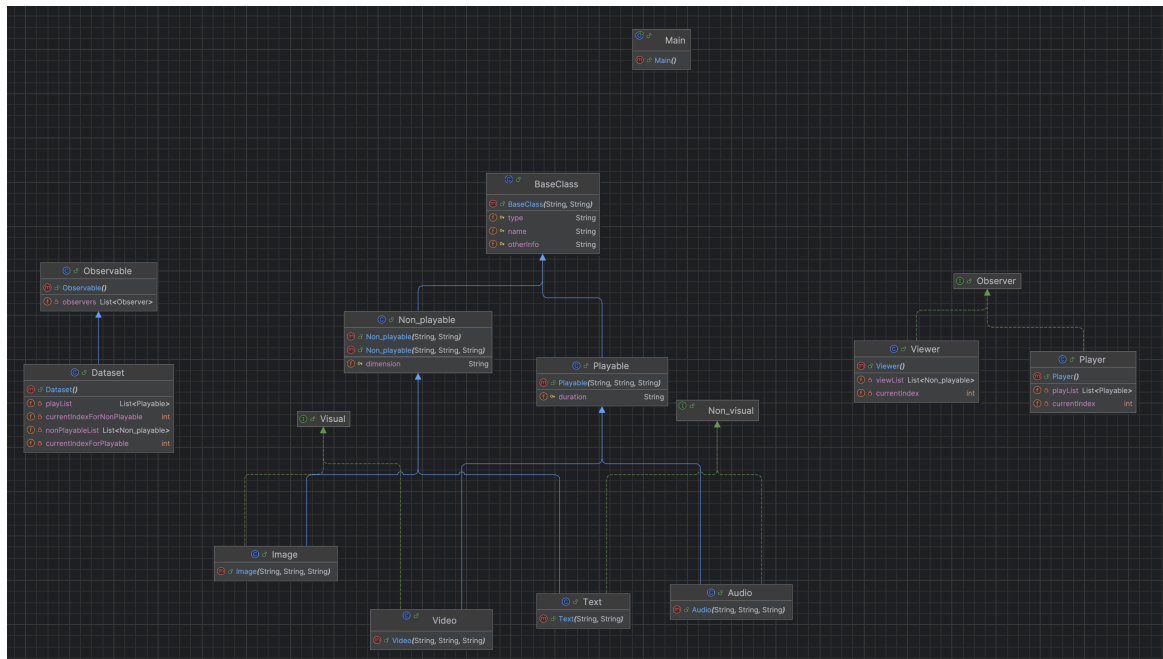 Main
Main()
BaseClass
BaseClass(String, String)
type String
name String
otherInfo String
Observable
Observable()
observers List<Observer>
Dataset
Dataset()
playList List<Playable>
currentIndexForNonPlayable int
nonPlayableList List<Non_playable>
currentIndexForPlayable int
Non_playable
Non_playable(String, String)
Non_playable(String, String, String)
dimension String
Playable
Playable(String, String, String)
duration String
Visual
Non_visual
Observer
Viewer
Viewer()
viewList List<Non_playable>
currentIndex int
Player
Player()
playList List<Playable>
currentIndex int
Image
Image(String, String, String)
Video
Video(String, String, String)
Text
Text(String, String)
Audio
Audio(String, String, String)